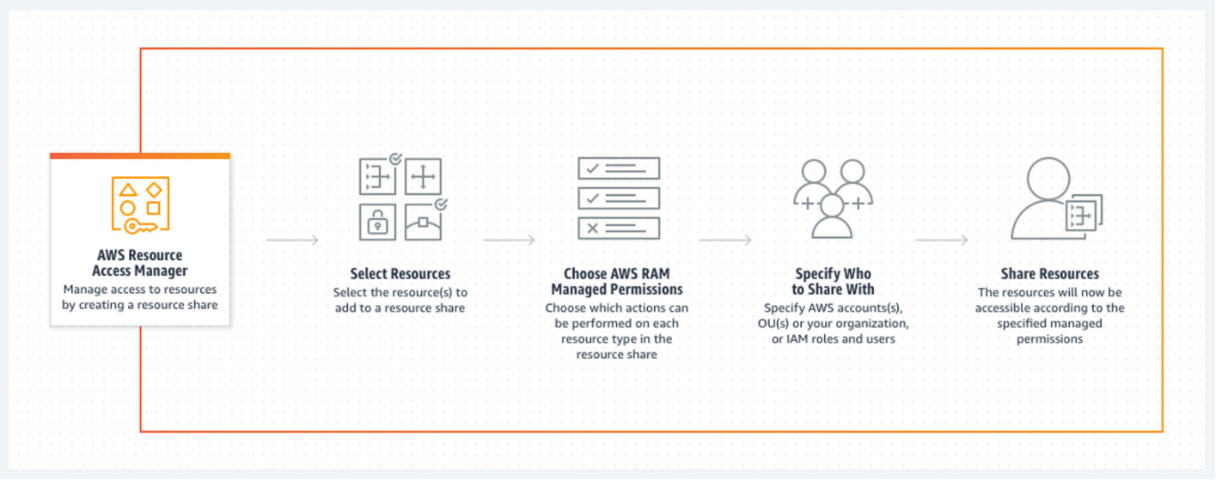 AWS Resource
Access Manager
Manage access to resources
by creating a resource share
Select Resources
Select the resource(s) to
add to a resource share
Choose AWS RAM
Managed Permissions
Choose which actions can
be performed on each
resource type in the
resource share
Specify Who
to Share With
Specify AWS accounts(s),
OU(s) or your organization,
or IAM roles and users
Share Resources
The resources will now be
accessible according to the
specified managed
permissions